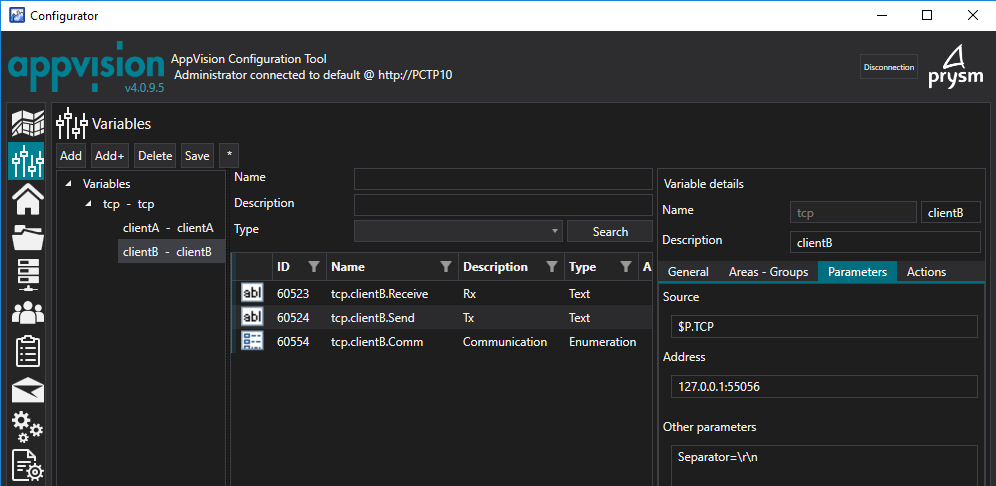 Configurator
appvision
v4.0.9.5
AppVision Configuration Tool
Administrator connected to default @ http://PCTP10
Disconnection
prysm
Variables
Add
Add+
Delete
Save
*
Variables
tcp - tcp
clientA - clientA
clientB - clientB
Name
Description
Type
Search
ID Name Description Type A
abl 60523 tcp.clientB.Receive Rx Text
abl 60524 tcp.clientB.Send Tx Text
60554 tcp.clientB.Comm Communication Enumeration
Variable details
Name tcp clientB
Description clientB
General Areas - Groups Parameters Actions
Source
$P.TCP
Address
127.0.0.1:55056
Other parameters
Separator=\r\n